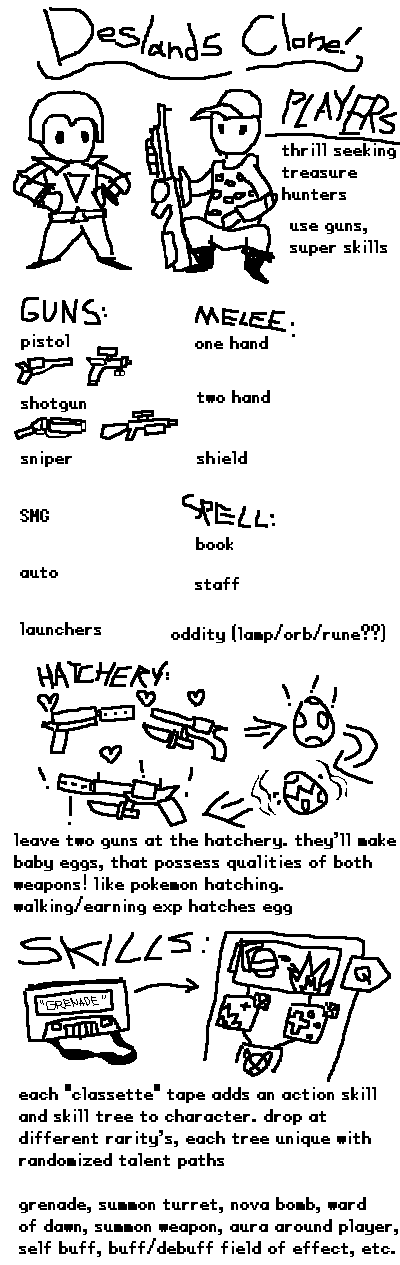 Deslands Clone!
PLAYERS
thrill seeking
treasure
hunters
use guns,
super skills
GUNS:
pistol
shotgun
sniper
SMG
auto
launchers
MELEE:
one hand
two hand
shield
SPELL:
book
staff
oddity (lamp/orb/rune??)
HATCHERY:
leave two guns at the hatchery. they'll make
baby eggs, that possess qualities of both
weapons! like pokemon hatching.
walking/earning exp hatches egg
SKILLS:
"GRENADE"
Q
each "classette" tape adds an action skill
and skill tree to character. drop at
different rarity's, each tree unique with
randomized talent paths
grenade, summon turret, nova bomb, ward
of dawn, summon weapon, aura around player,
self buff, buff/debuff field of effect, etc.